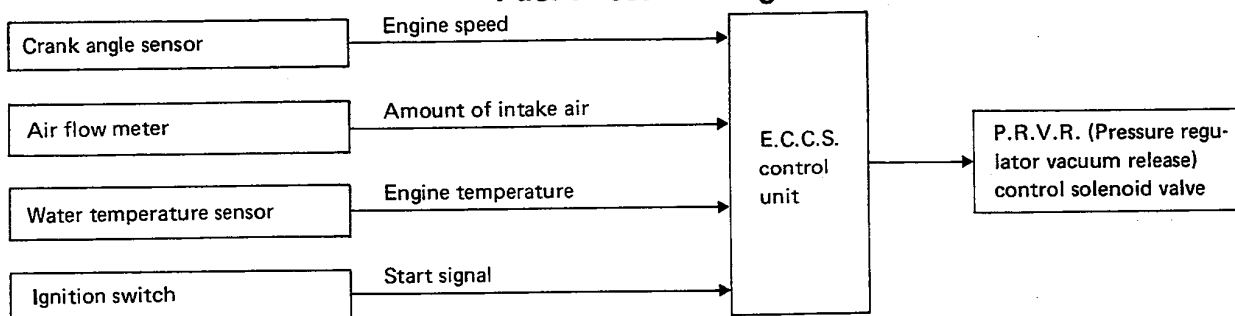 Crank angle sensor
Engine speed
Air flow meter
Amount of intake air
Water temperature sensor
Engine temperature
Ignition switch
Start signal
E.C.C.S.
control
unit
P.R.V.R. (Pressure regu-
lator vacuum release)
control solenoid valve